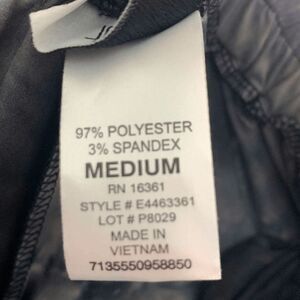 97% POLYESTER
3% SPANDEX
MEDIUM
RN 16361
STYLE # E4463361
LOT # P8029
MADE IN
VIETNAM
7135550958850